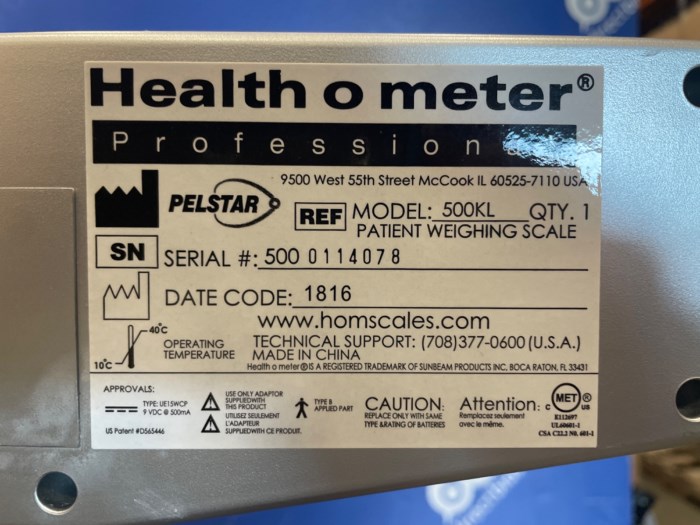 Health o meter®
Professional
9500 West 55th Street McCook IL 60525-7110 USA
PELSTAR
REF MODEL: 500KL QTY. 1
PATIENT WEIGHING SCALE
SN SERIAL #: 500 0114078
DATE CODE: 1816
www.homscales.com
40°C
10°C
OPERATING TEMPERATURE
TECHNICAL SUPPORT: (708)377-0600 (U.S.A.)
MADE IN CHINA
Health o meter ® IS A REGISTERED TRADEMARK OF SUNBEAM PRODUCTS INC, BOCA RATON, FL 33431
APPROVALS:
TYPE: UE15WCP
9 VDC @ 500mA
US Patent #D565446
USE ONLY ADAPTOR
SUPPLIED WITH
THIS PRODUCT
UTILISEZ SEULEMENT
L'ADAPTEUR
SUPPLIED WITH CE PRODUIT.
TYPE B
APPLIED PART
CAUTION:
REPLACE ONLY WITH SAME
TYPE & RATING OF BATTERIES
Attention:
Remplacez seulement
avec le même.
C MET® US
E112697
UL60601-1
CSA C22.2 N0. 601-1